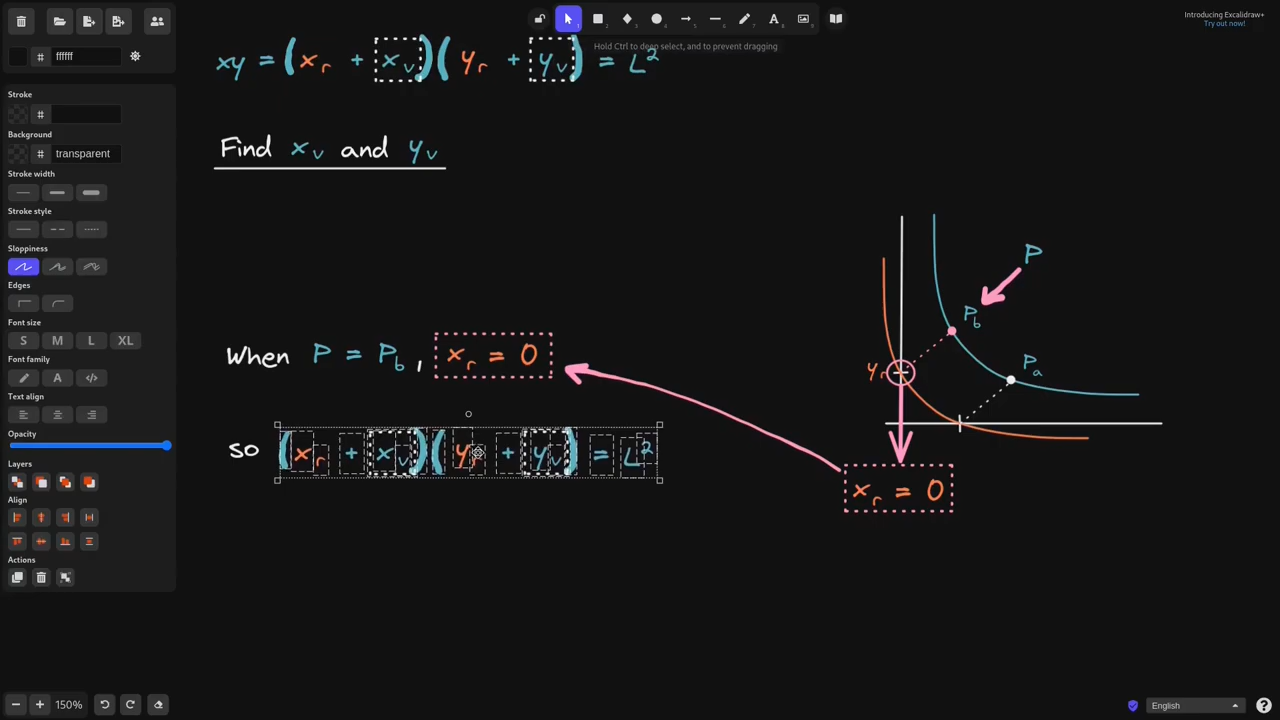 Introducing Excalidraw+
Try out now!
# ffffff
Hold Ctrl to deep select, and to prevent dragging
xy = (xᵣ + xᵥ)(yᵣ + yᵥ) = L²
Stroke
#
Background
# transparent
Stroke width
Stroke style
Sloppiness
Edges
Font size
S M L XL
Font family
A
Text align
Opacity
Layers
Align
Actions
Find xᵥ and yᵥ
P
P_b
P_a
yᵣ
When P = P_b, xᵣ = 0
so (xᵣ + xᵥ)(yᵣ + yᵥ) = L²
xᵣ = 0
150%
English